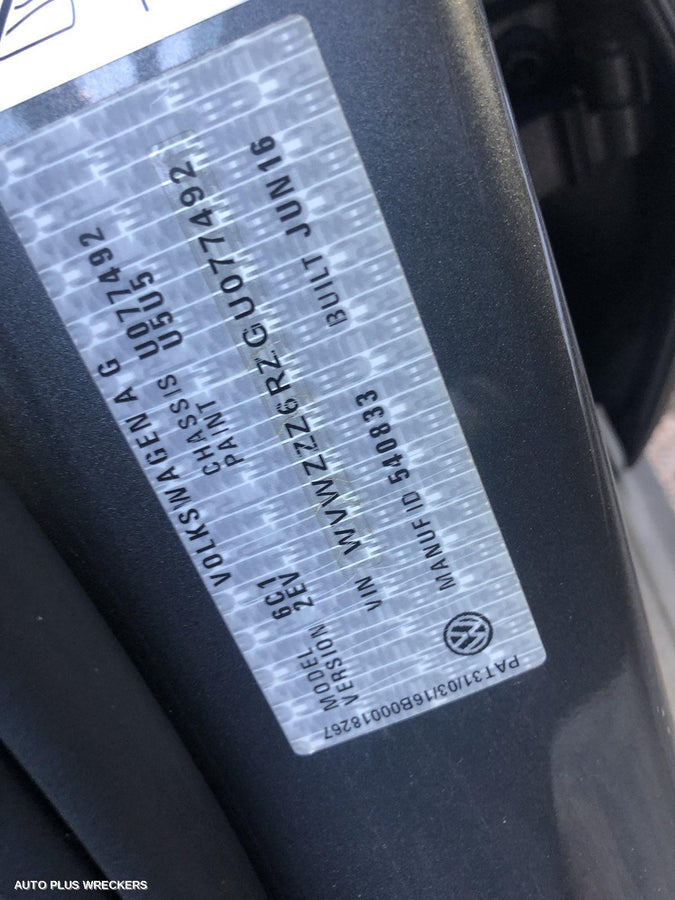 VOLKSWAGEN AG
MODEL 6C1 CHASSIS U077492
VERSION 2EV PAINT U5U5
VIN WVWZZZ6RZGU077492
MANUF ID 540833 BUILT JUN16
PAT31/03/16B00018267
AUTO PLUS WRECKERS